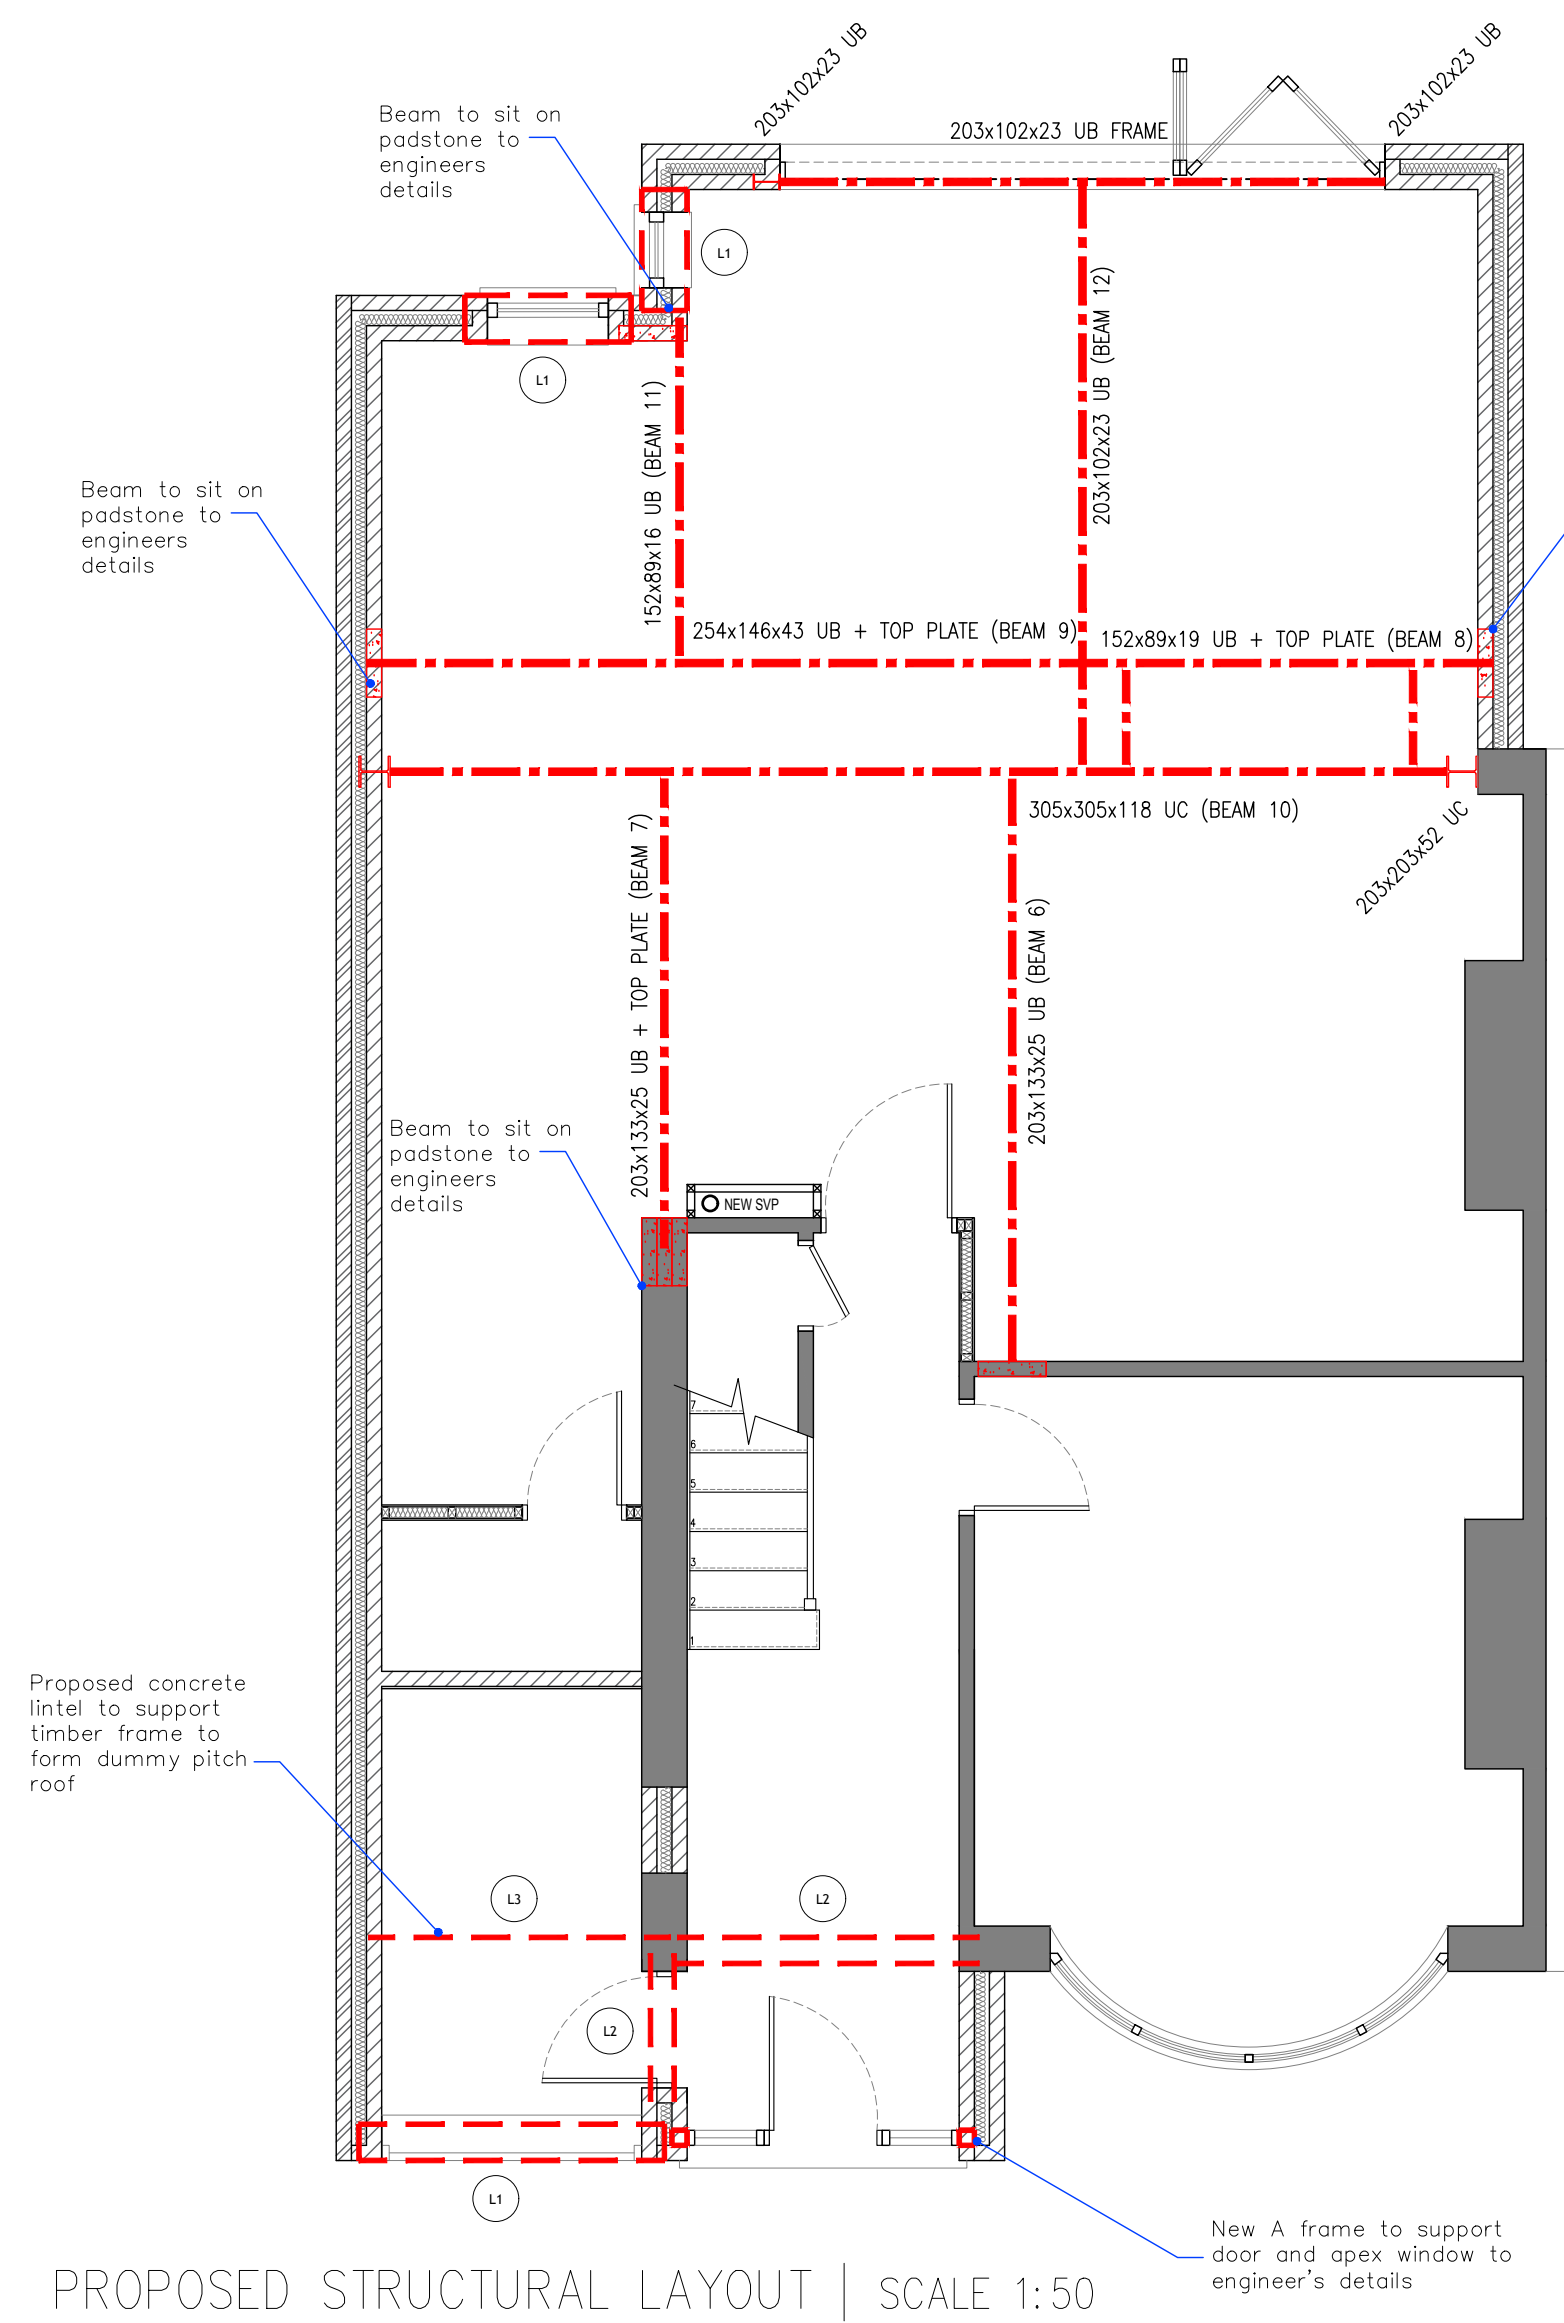 203x102x23 UB
203x102x23 UB
203x102x23 UB FRAME
Beam to sit on
padstone to
engineers
details
L1
L1
203x102x23 UB (BEAM 12)
152x89x16 UB (BEAM 11)
Beam to sit on
padstone to
engineers
details
254x146x43 UB + TOP PLATE (BEAM 9)
152x89x19 UB + TOP PLATE (BEAM 8)
305x305x118 UC (BEAM 10)
203x203x52 UC
203x133x25 UB + TOP PLATE (BEAM 7)
203x133x25 UB (BEAM 6)
Beam to sit on
padstone to
engineers
details
NEW SVP
7
6
5
4
3
2
1
Proposed concrete
lintel to support
timber frame to
form dummy pitch
roof
L3
L2
L2
L1
New A frame to support
door and apex window to
engineer's details
PROPOSED STRUCTURAL LAYOUT | SCALE 1:50